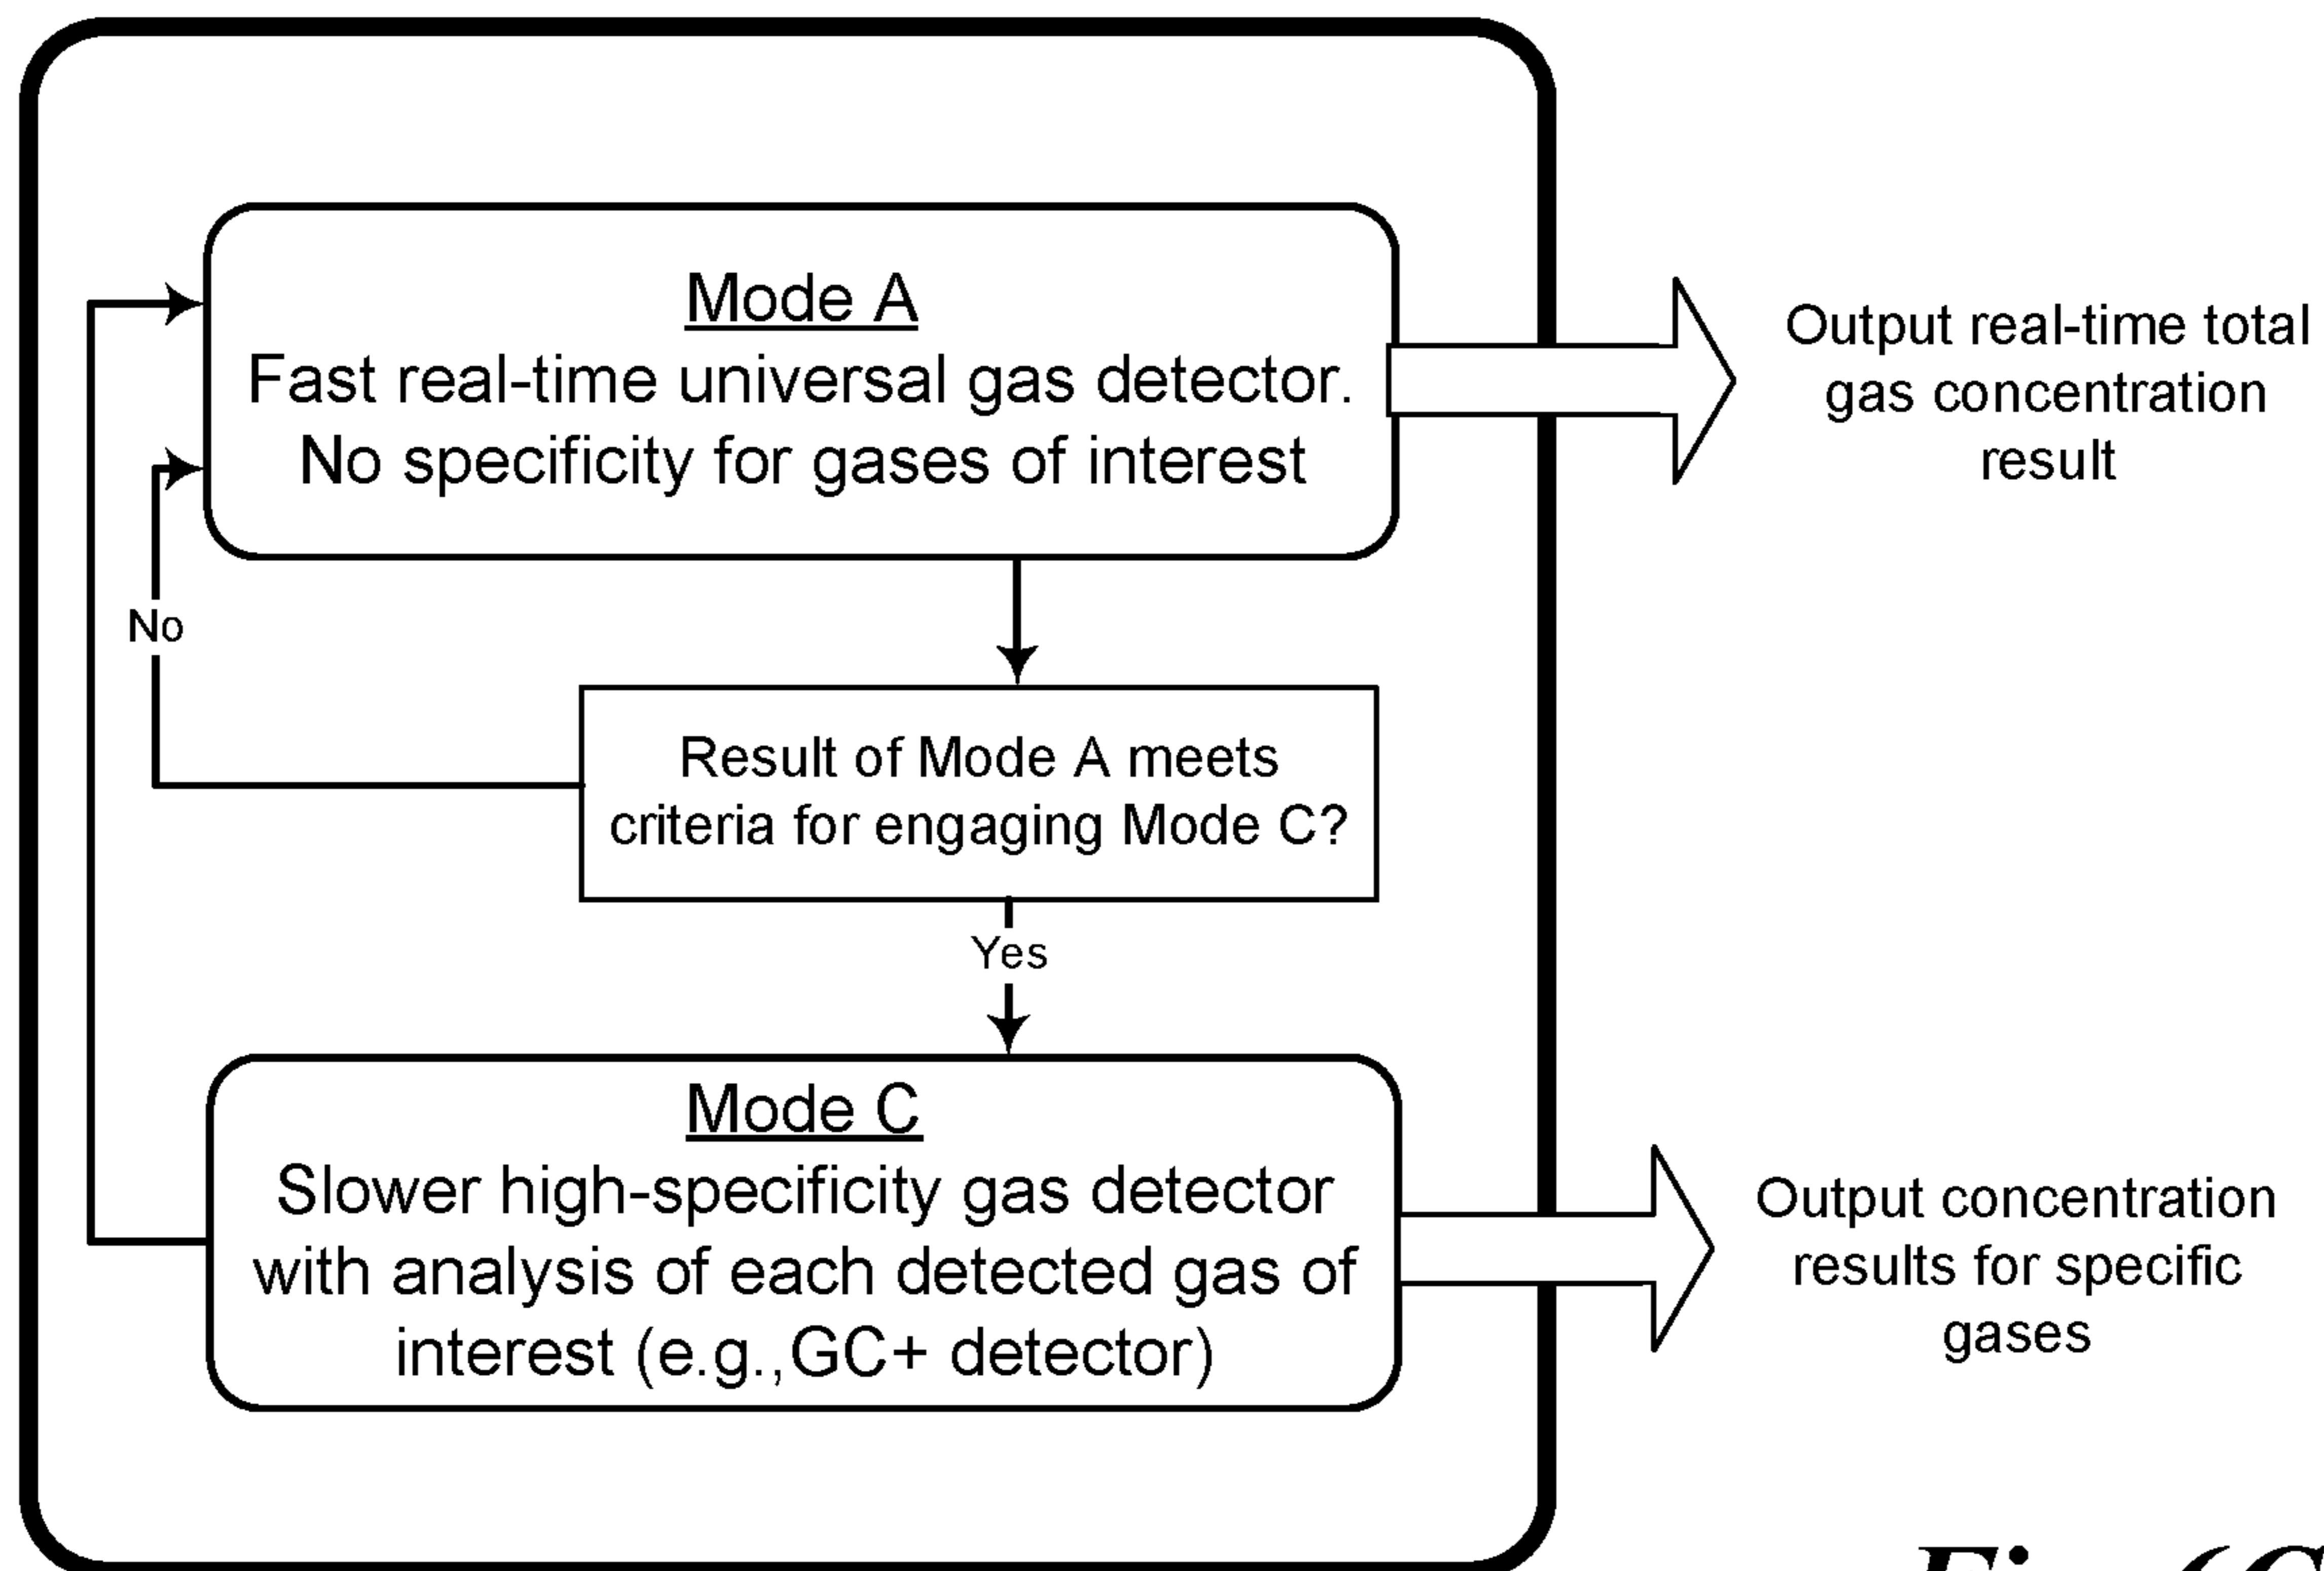 Mode A
Fast real-time universal gas detector.
No specificity for gases of interest
Output real-time total
gas concentration
result
No
Result of Mode A meets
criteria for engaging Mode C?
Yes
Mode C
Slower high-specificity gas detector
with analysis of each detected gas of
interest (e.g.,GC+ detector)
Output concentration
results for specific
gases